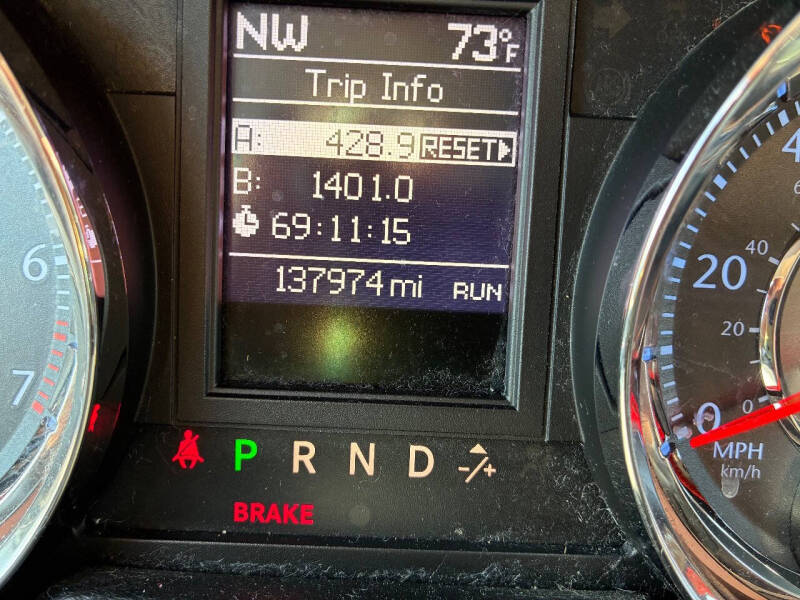 NW 73°F
Trip Info
A: 428.9 RESET
B: 1401.0
69:11:15
137974 mi RUN
6
7
P R N D -/+
BRAKE
40
20
20
0
0
MPH
km/h